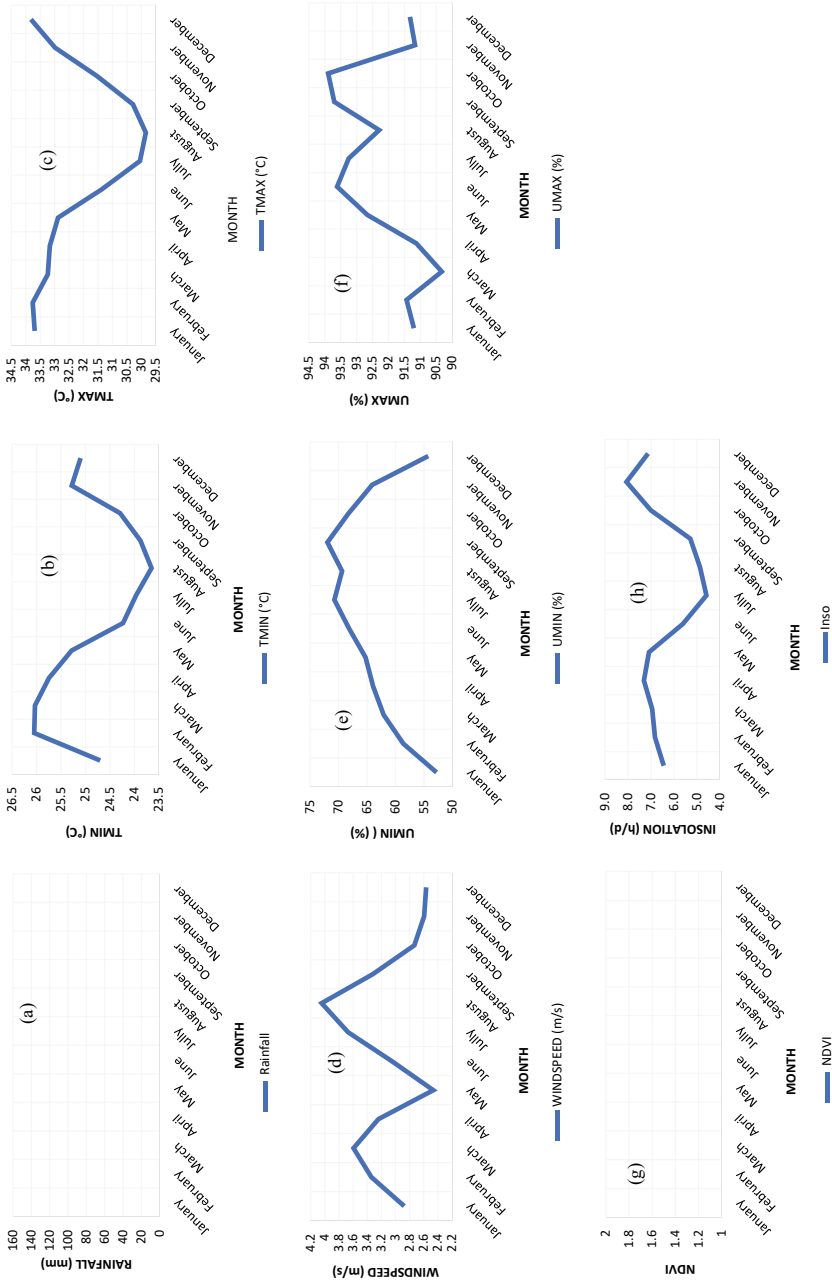 (a)
RAINFALL (mm)
160
140
120
100
80
60
40
20
0
January
February
March
April
May
June
Jully
August
September
October
November
December
MONTH
Rainfall
(b)
TMIN (°C)
26.5
26
25.5
25
24.5
24
23.5
January
February
March
April
May
June
Jully
August
September
October
November
December
MONTH
TMIN (°C)
(c)
TMAX (°C)
34.5
34
33.5
33
32.5
32
31.5
31
30.5
30
29.5
January
February
March
April
May
June
Jully
August
September
October
November
December
MONTH
TMAX (°C)
(d)
WINDSPEED (m/s)
4.2
4
3.8
3.6
3.4
3.2
3
2.8
2.6
2.4
2.2
January
February
March
April
May
June
Jully
August
September
October
November
December
MONTH
WINDSPEED (m/s)
(e)
UMIN ( %)
75
70
65
60
55
50
January
February
March
April
May
June
Jully
August
September
October
November
December
MONTH
UMIN (%)
(f)
UMAX (%)
94.5
94
93.5
93
92.5
92
91.5
91
90.5
90
January
February
March
April
May
June
Jully
August
September
October
November
December
MONTH
UMAX (%)
(g)
NDVI
2
1.8
1.6
1.4
1.2
1
January
February
March
April
May
June
Jully
August
September
October
November
December
MONTH
NDVI
(h)
INSOLATION (h/d)
9.0
8.0
7.0
6.0
5.0
4.0
January
February
March
April
May
June
Jully
August
September
October
November
December
MONTH
Inso